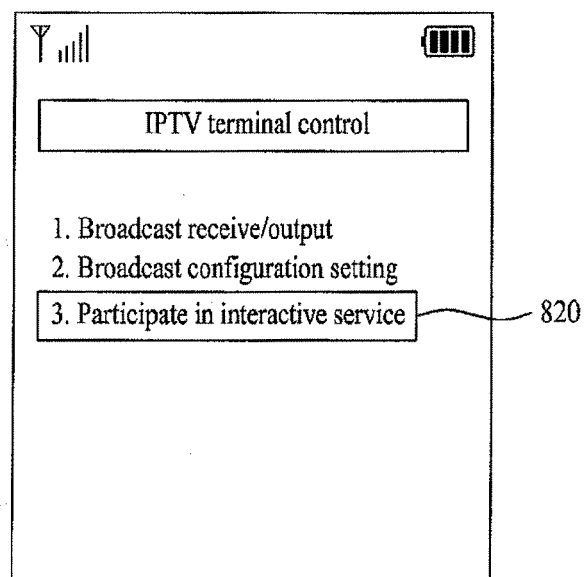 IPTV terminal control
1. Broadcast receive/output
2. Broadcast configuration setting
3. Participate in interactive service
820